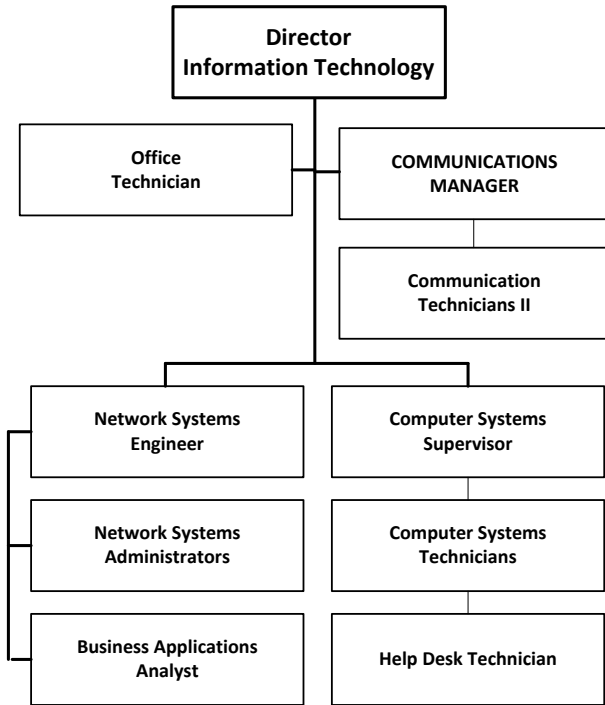 Director
Information Technology
Office
Technician
COMMUNICATIONS
MANAGER
Communication
Technicians II
Network Systems
Engineer
Computer Systems
Supervisor
Network Systems
Administrators
Computer Systems
Technicians
Business Applications
Analyst
Help Desk Technician